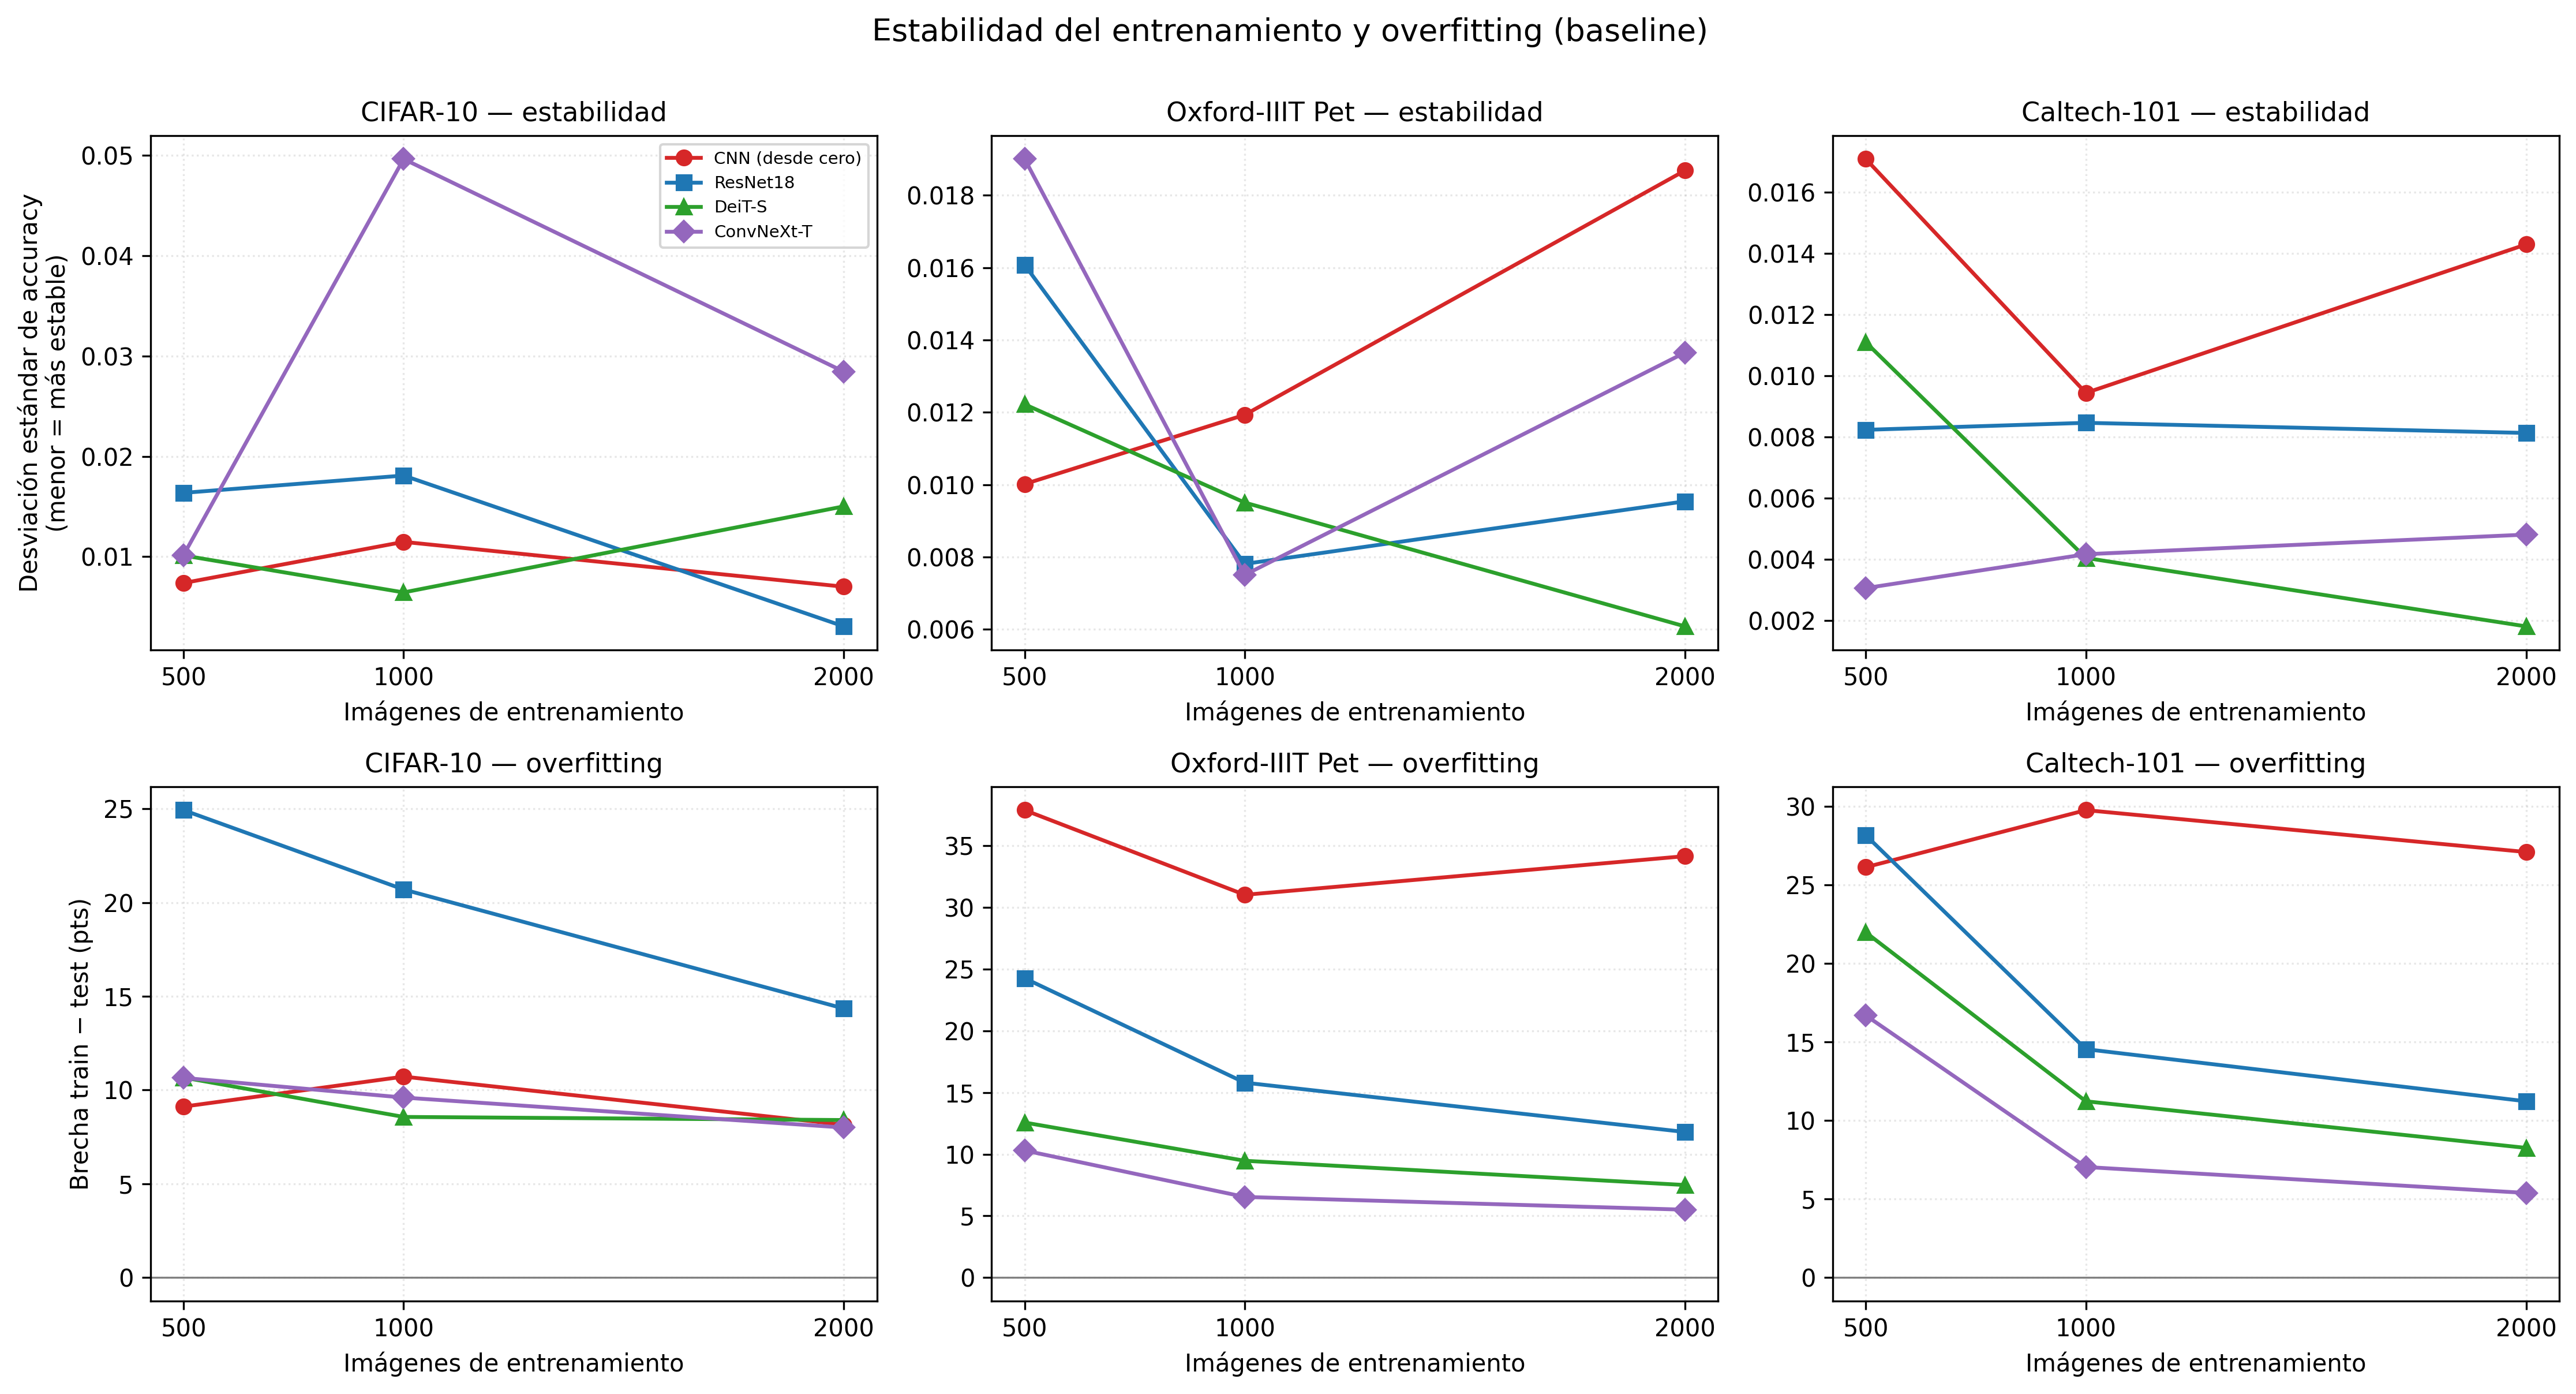 Estabilidad del entrenamiento y overfitting (baseline)
CIFAR-10 — estabilidad
Desviación estándar de accuracy
(menor = más estable)
0.05
0.04
0.03
0.02
0.01
CNN (desde cero)
ResNet18
DeiT-S
ConvNeXt-T
500
1000
2000
Imágenes de entrenamiento
Oxford-IIIT Pet — estabilidad
0.018
0.016
0.014
0.012
0.010
0.008
0.006
500
1000
2000
Imágenes de entrenamiento
Caltech-101 — estabilidad
0.016
0.014
0.012
0.010
0.008
0.006
0.004
0.002
500
1000
2000
Imágenes de entrenamiento
CIFAR-10 — overfitting
Brecha train − test (pts)
25
20
15
10
5
0
500
1000
2000
Imágenes de entrenamiento
Oxford-IIIT Pet — overfitting
35
30
25
20
15
10
5
0
500
1000
2000
Imágenes de entrenamiento
Caltech-101 — overfitting
30
25
20
15
10
5
0
500
1000
2000
Imágenes de entrenamiento